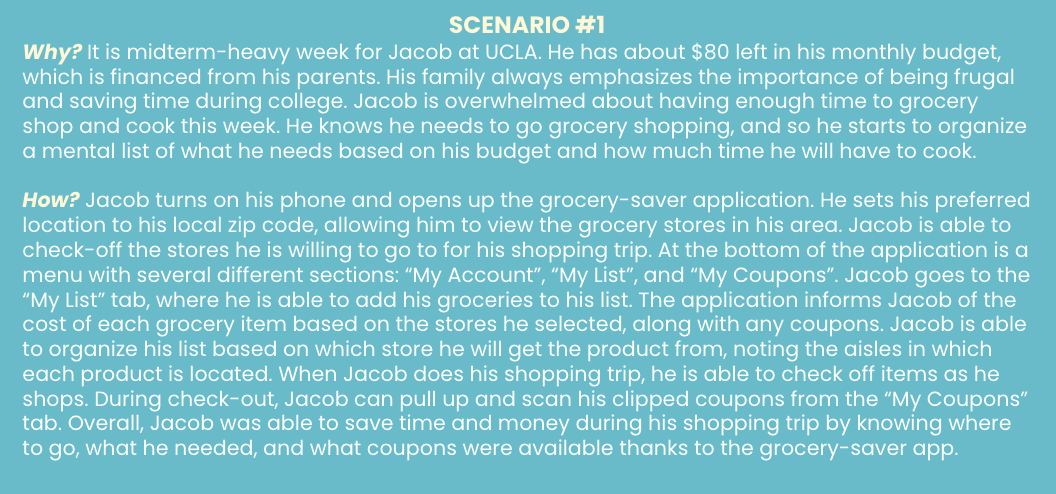 SCENARIO #1
Why? It is midterm-heavy week for Jacob at UCLA. He has about $80 left in his monthly budget,
which is financed from his parents. His family always emphasizes the importance of being frugal
and saving time during college. Jacob is overwhelmed about having enough time to grocery
shop and cook this week. He knows he needs to go grocery shopping, and so he starts to organize
a mental list of what he needs based on his budget and how much time he will have to cook.
How? Jacob turns on his phone and opens up the grocery-saver application. He sets his preferred
location to his local zip code, allowing him to view the grocery stores in his area. Jacob is able to
check-off the stores he is willing to go to for his shopping trip. At the bottom of the application is a
menu with several different sections: “My Account”, “My List”, and “My Coupons”. Jacob goes to the
“My List” tab, where he is able to add his groceries to his list. The application informs Jacob of the
cost of each grocery item based on the stores he selected, along with any coupons. Jacob is able
to organize his list based on which store he will get the product from, noting the aisles in which
each product is located. When Jacob does his shopping trip, he is able to check off items as he
shops. During check-out, Jacob can pull up and scan his clipped coupons from the “My Coupons”
tab. Overall, Jacob was able to save time and money during his shopping trip by knowing where
to go, what he needed, and what coupons were available thanks to the grocery-saver app.